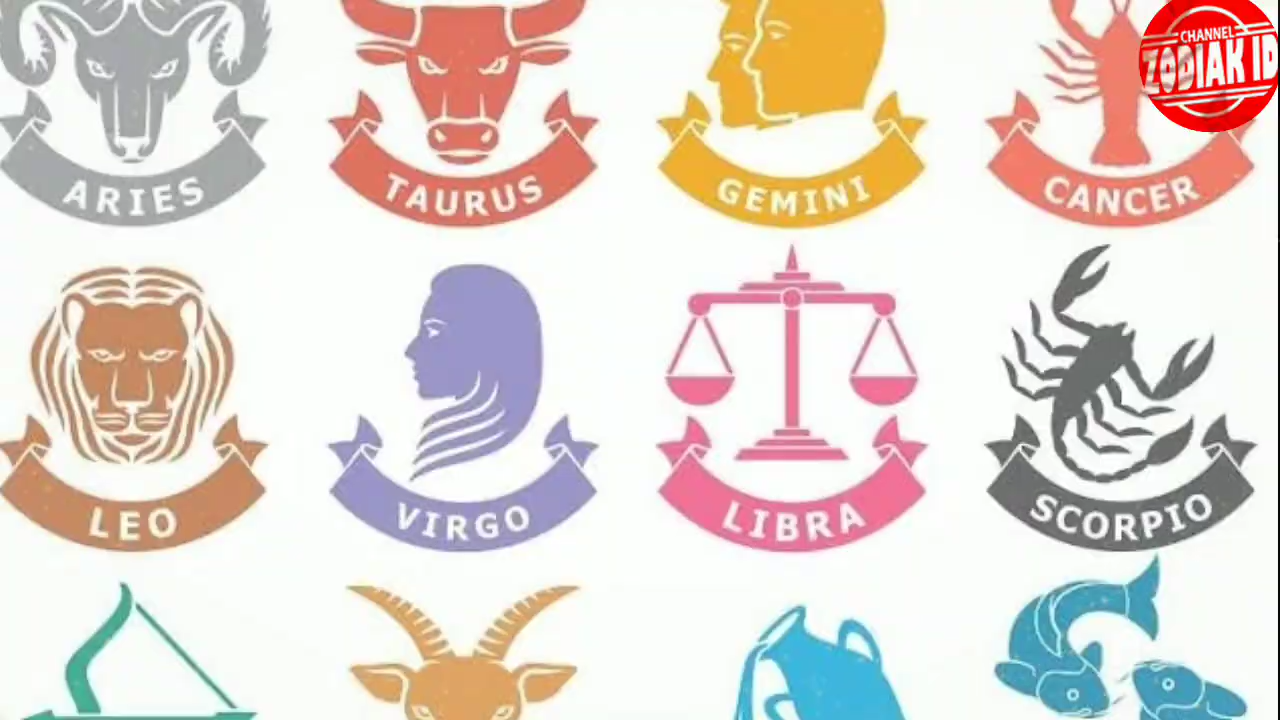 CHANNEL
ZODIAK ID
ARIES
TAURUS
GEMINI
CANCER
LEO
VIRGO
LIBRA
SCORPIO